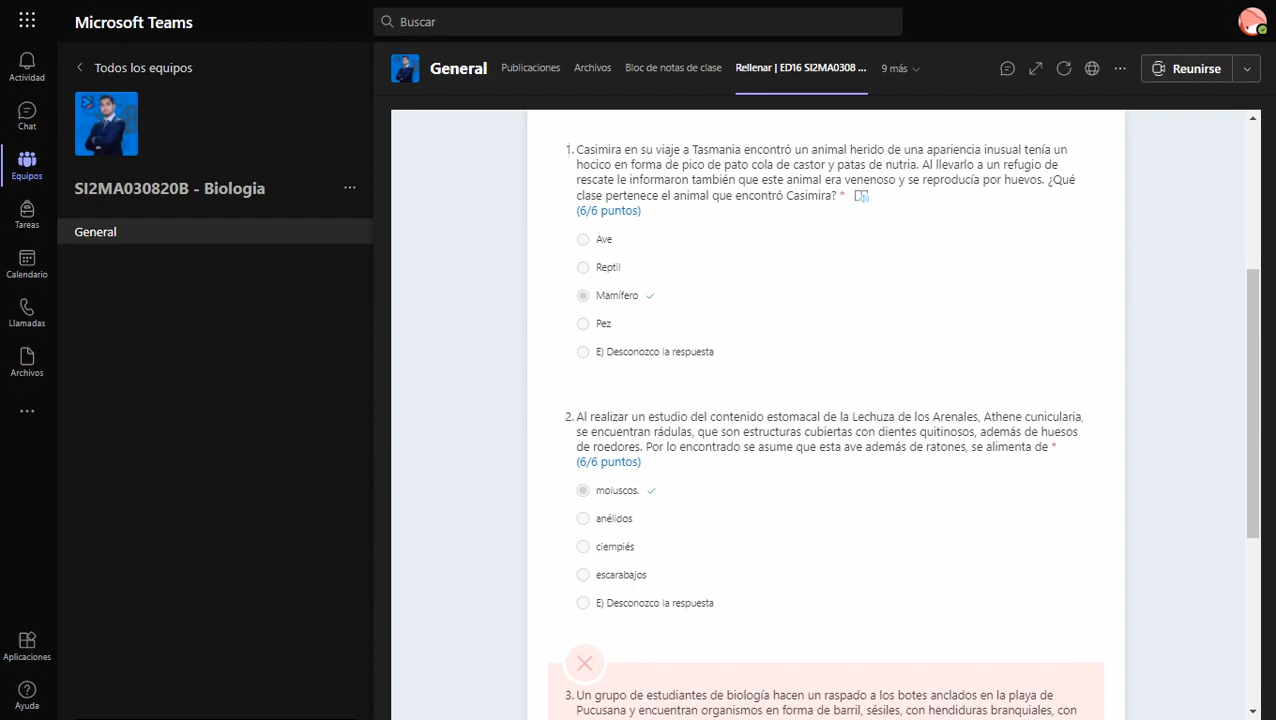 Microsoft Teams
Buscar
Actividad
Chat
Equipos
Tareas
Calendario
Llamadas
Archivos
Aplicaciones
Ayuda
Todos los equipos
SI2MA030820B - Biologia
General
General
Publicaciones
Archivos
Bloc de notas de clase
Rellenar | ED16 SI2MA0308 ...
9 más
Reunirse
1. Casimira en su viaje a Tasmania encontró un animal herido de una apariencia inusual tenía un
hocico en forma de pico de pato cola de castor y patas de nutria. Al llevarlo a un refugio de
rescate le informaron también que este animal era venenoso y se reproducía por huevos. ¿Qué
clase pertenece el animal que encontró Casimira? *
(6/6 puntos)
Ave
Reptil
Mamífero
Pez
E) Desconozco la respuesta
2. Al realizar un estudio del contenido estomacal de la Lechuza de los Arenales, Athene cunicularia,
se encuentran rádulas, que son estructuras cubiertas con dientes quitinosos, además de huesos
de roedores. Por lo encontrado se asume que esta ave además de ratones, se alimenta de *
(6/6 puntos)
moluscos.
anélidos
ciempiés
escarabajos
E) Desconozco la respuesta
3. Un grupo de estudiantes de biología hacen un raspado a los botes anclados en la playa de
Pucusana y encuentran organismos en forma de barril, sésiles, con hendiduras branquiales, con